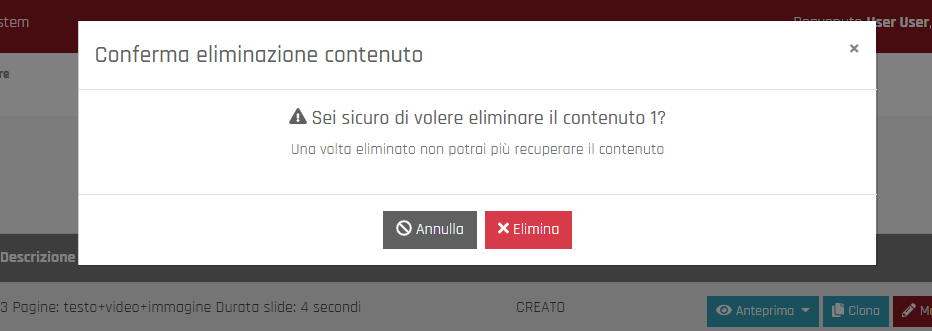 stem
Benvenuto User User,
Conferma eliminazione contenuto
×
re
Sei sicuro di volere eliminare il contenuto 1?
Una volta eliminato non potrai più recuperare il contenuto
Annulla
Elimina
Descrizione
3 Pagine: testo+video+immagine Durata slide: 4 secondi
CREATO
Anteprima
Clona